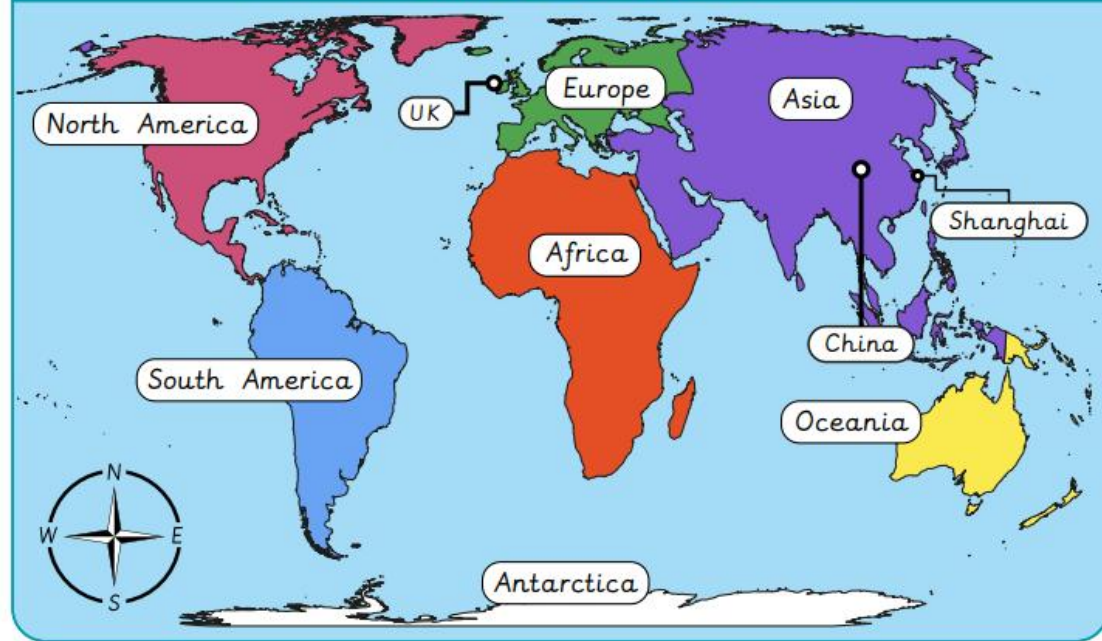 North America
UK
Europe
Asia
Shanghai
Africa
China
South America
Oceania
N
W
E
S
Antarctica